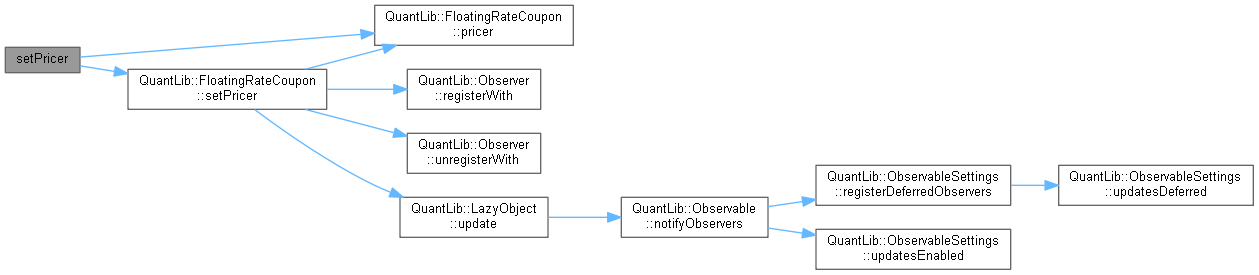 setPricer
QuantLib::FloatingRateCoupon
::pricer
QuantLib::FloatingRateCoupon
::setPricer
QuantLib::Observer
::registerWith
QuantLib::Observer
::unregisterWith
QuantLib::LazyObject
::update
QuantLib::Observable
::notifyObservers
QuantLib::ObservableSettings
::registerDeferredObservers
QuantLib::ObservableSettings
::updatesDeferred
QuantLib::ObservableSettings
::updatesEnabled